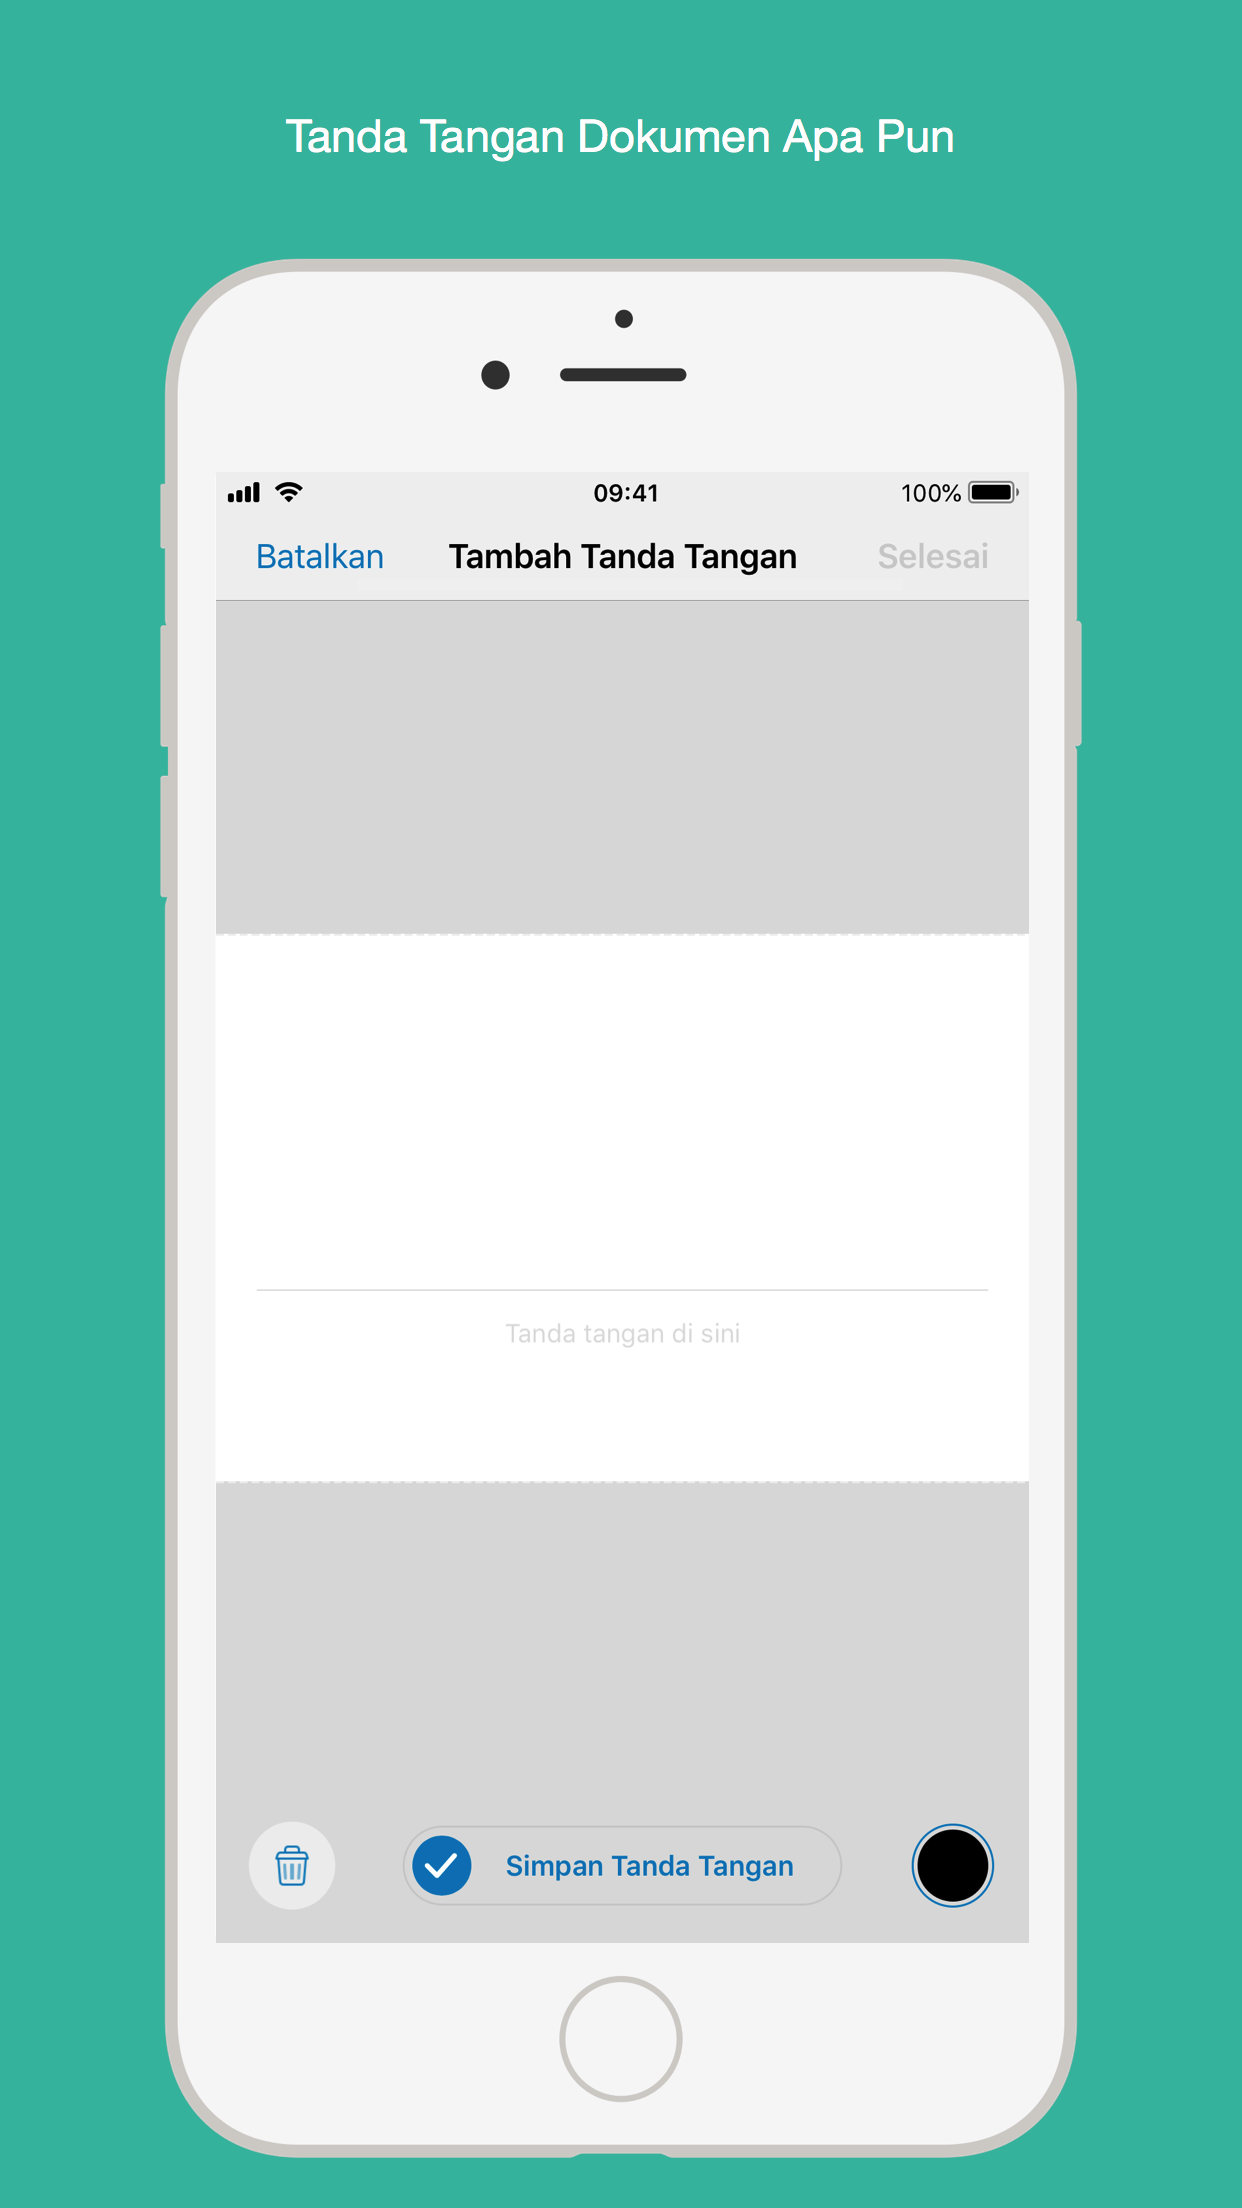 Tanda Tangan Dokumen Apa Pun
09:41
100%
Batalkan
Tambah Tanda Tangan
Selesai
Tanda tangan di sini
Simpan Tanda Tangan